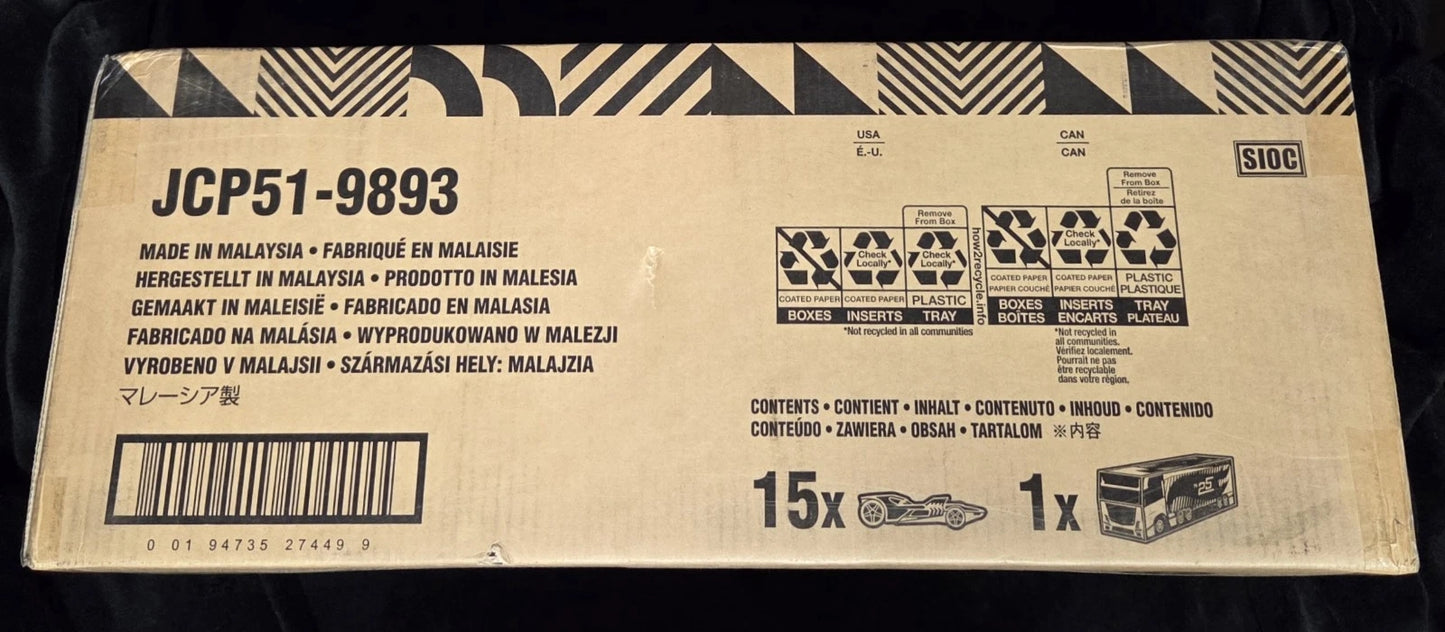 JCP51-9893
MADE IN MALAYSIA • FABRIQUÉ EN MALAISIE
HERGESTELLT IN MALAYSIA • PRODOTTO IN MALESIA
GEMAAKT IN MALEISIË • FABRICADO EN MALASIA
FABRICADO NA MALÁSIA • WYPRODUKOWANO W MALEZJI
VYROBENO V MALAJSII • SZÁRMAZÁSI HELY: MALAJZIA
マレーシア製
0 01 94735 27449 9
USA
É.-U.
Remove
From Box
Check
Locally*
Check
Locally*
COATED PAPER COATED PAPER PLASTIC
BOXES INSERTS TRAY
*Not recycled in all communities
how2recycle.info
CAN
CAN
Remove
From Box
Retirez
de la boîte
Check
Locally*
COATED PAPER COATED PAPER PLASTIC
PAPIER COUCHÉ PAPIER COUCHÉ PLASTIQUE
BOXES INSERTS TRAY
BOÎTES ENCARTS PLATEAU
*Not recycled in
all communities.
Vérifiez localement.
Pourrait ne pas
être recyclable
dans votre région.
SIOC
CONTENTS • CONTIENT • INHALT • CONTENUTO • INHOUD • CONTENIDO
CONTEÚDO • ZAWIERA • OBSAH • TARTALOM ※内容
15x
1x
25